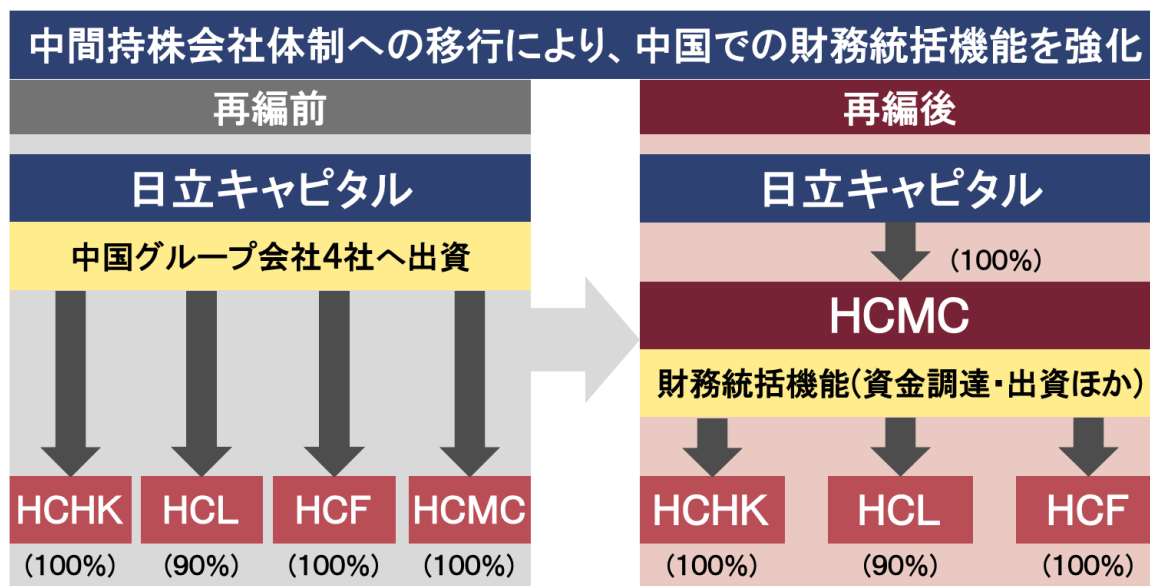 中間持株会社体制への移行により、中国での財務統括機能を強化
再編前
日立キャピタル
中国グループ会社4社へ出資
HCHK HCL HCF HCMC
(100%) (90%) (100%) (100%)
再編後
日立キャピタル
(100%)
HCMC
財務統括機能(資金調達・出資ほか)
HCHK HCL HCF
(100%) (90%) (100%)